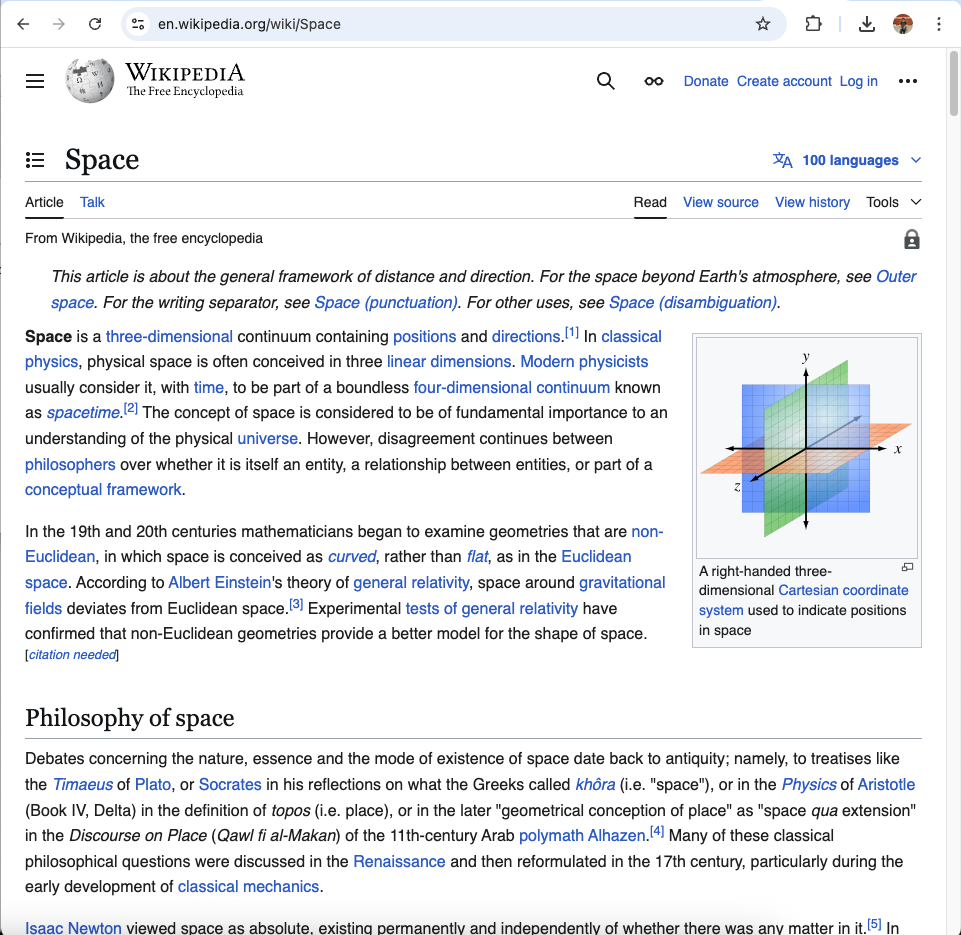 en.wikipedia.org/wiki/Space
WIKIPEDIA
The Free Encyclopedia
Donate Create account Log in
Space
100 languages
Article Talk Read View source View history Tools
From Wikipedia, the free encyclopedia
This article is about the general framework of distance and direction. For the space beyond Earth's atmosphere, see Outer
space. For the writing separator, see Space (punctuation). For other uses, see Space (disambiguation).
Space is a three-dimensional continuum containing positions and directions.[1] In classical
physics, physical space is often conceived in three linear dimensions. Modern physicists
usually consider it, with time, to be part of a boundless four-dimensional continuum known
as spacetime.[2] The concept of space is considered to be of fundamental importance to an
understanding of the physical universe. However, disagreement continues between
philosophers over whether it is itself an entity, a relationship between entities, or part of a
conceptual framework.
In the 19th and 20th centuries mathematicians began to examine geometries that are non-
Euclidean, in which space is conceived as curved, rather than flat, as in the Euclidean
space. According to Albert Einstein's theory of general relativity, space around gravitational
fields deviates from Euclidean space.[3] Experimental tests of general relativity have
confirmed that non-Euclidean geometries provide a better model for the shape of space.
[citation needed]
y
x
z
A right-handed three-
dimensional Cartesian coordinate
system used to indicate positions
in space
Philosophy of space
Debates concerning the nature, essence and the mode of existence of space date back to antiquity; namely, to treatises like
the Timaeus of Plato, or Socrates in his reflections on what the Greeks called khôra (i.e. "space"), or in the Physics of Aristotle
(Book IV, Delta) in the definition of topos (i.e. place), or in the later "geometrical conception of place" as "space qua extension"
in the Discourse on Place (Qawl fi al-Makan) of the 11th-century Arab polymath Alhazen.[4] Many of these classical
philosophical questions were discussed in the Renaissance and then reformulated in the 17th century, particularly during the
early development of classical mechanics.
Isaac Newton viewed space as absolute, existing permanently and independently of whether there was any matter in it.[5] In